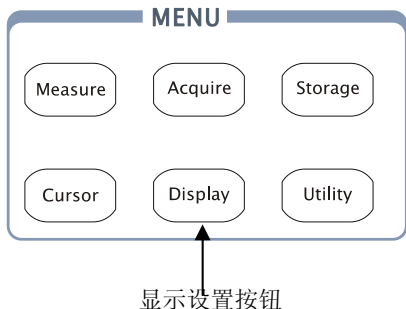 MENU
Measure Acquire Storage
Cursor Display Utility
显示设置按钮